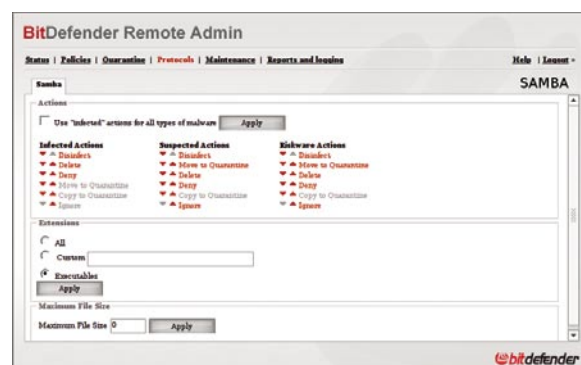 BitDefender Remote Admin
Status | Policies | Quarantine | Protocols | Maintenance | Reports and logging
Help | Logout
Samba
SAMBA
Actions
Use "infected" actions for all types of malware Apply
Infected Actions
Disinfect
Delete
Deny
Move to Quarantine
Copy to Quarantine
Ignore
Suspected Actions
Disinfect
Move to Quarantine
Delete
Deny
Copy to Quarantine
Ignore
Riskware Actions
Disinfect
Move to Quarantine
Delete
Deny
Copy to Quarantine
Ignore
Extensions
All
Custom
Executables
Apply
Maximum File Size
Maximum File Size 0 Apply
bitdefender